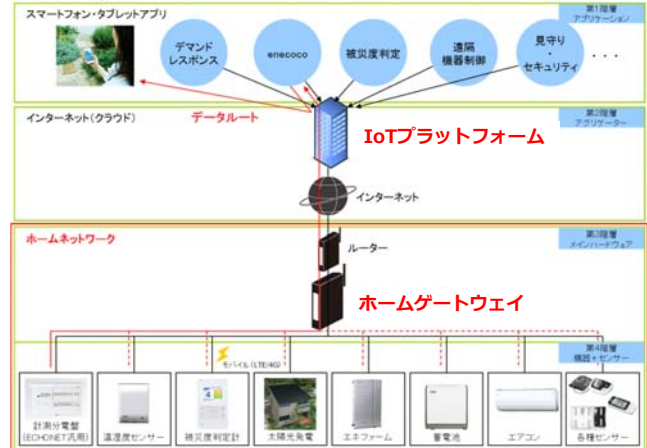 スマートフォン・タブレットアプリ
第1階層
アプリケーション
デマンド
レスポンス
enecoco
被災度判定
遠隔
機器制御
見守り
・
セキュリティ
・・・
インターネット(クラウド)
データルート
第2階層
アグリゲーター
IoTプラットフォーム
インターネット
ホームネットワーク
第3階層
メインハードウェア
ルーター
ホームゲートウェイ
第4階層
機器+センサー
モバイル(LTE/4G)
計測分電盤
(ECHONET汎用)
温湿度センサー
被災度判定計
太陽光発電
エネファーム
蓄電池
エアコン
各種センサー